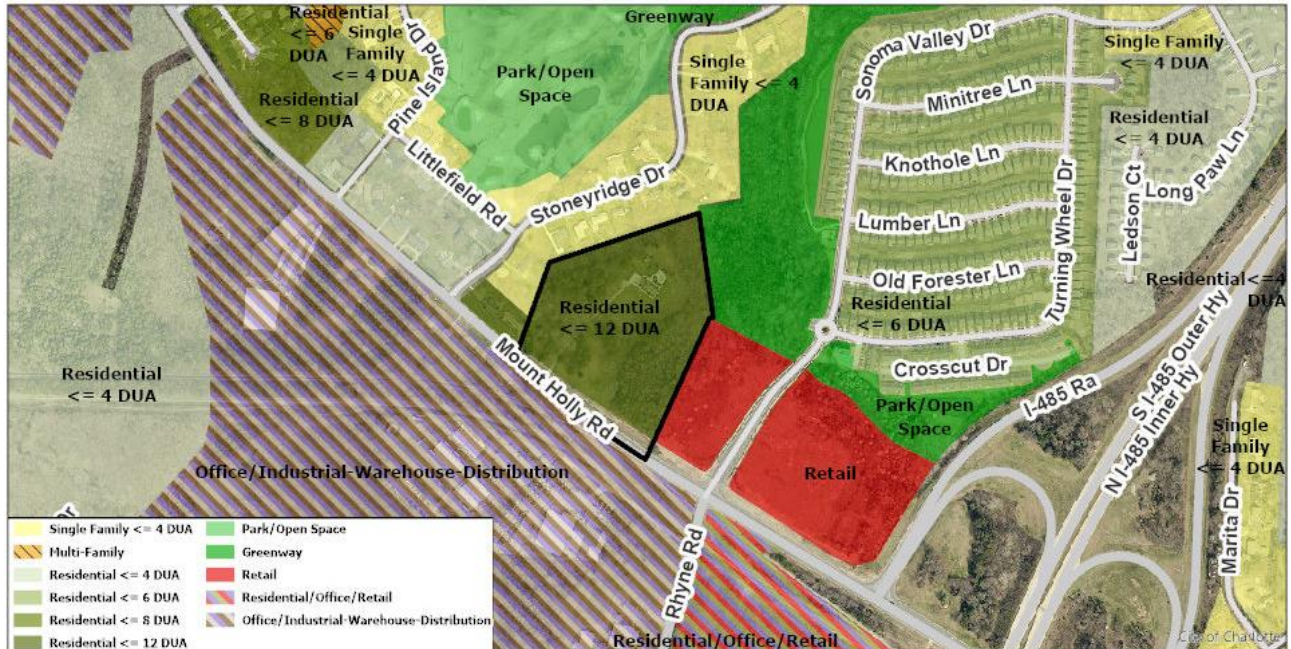 Residential
<= 6
DUA
Single
Family
<= 4 DUA
Pine Island Dr
Greenway
Park/Open
Space
Single
Family <= 4
DUA
Sonoma Valley Dr
Single Family
<= 4 DUA
Minitree Ln
Residential
<= 8 DUA
Residential
<= 4 DUA
Littlefield Rd
Knothole Ln
Turning Wheel Dr
Ledson Ct
Long Paw Ln
Stoneyridge Dr
Lumber Ln
Old Forester Ln
Residential <=4
DUA
Residential
<= 12 DUA
Residential
<= 6 DUA
Mount Holly Rd
Crosscut Dr
S I-485 Outer Hy
N I-485 Inner Hy
I-485 Ra
Residential
<= 4 DUA
Park/Open
Space
Single
Family
<= 4 DUA
Marita Dr
Office/Industrial-Warehouse-Distribution
Retail
Rhyne Rd
Residential/Office/Retail
Single Family <= 4 DUA
Multi-Family
Residential <= 4 DUA
Residential <= 6 DUA
Residential <= 8 DUA
Residential <= 12 DUA
Park/Open Space
Greenway
Retail
Residential/Office/Retail
Office/Industrial-Warehouse-Distribution
City of Charlotte